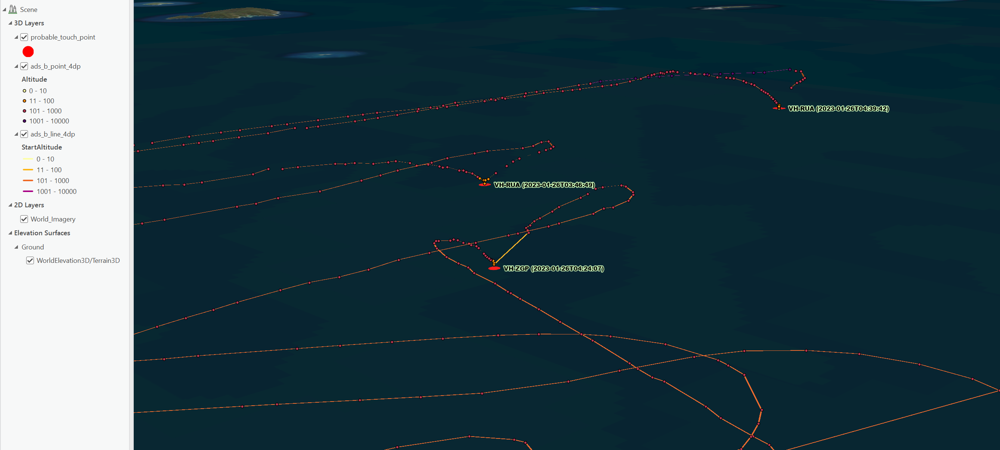 Scene
3D Layers
probable_touch_point
ads_b_point_4dp
Altitude
0 - 10
11 - 100
101 - 1000
1001 - 10000
ads_b_line_4dp
StartAltitude
0 - 10
11 - 100
101 - 1000
1001 - 10000
2D Layers
World_Imagery
Elevation Surfaces
Ground
WorldElevation3D/Terrain3D
VH-RUA (2023-01-26T04:39:42)
VH-RUA (2023-01-26T03:46:49)
VH-ZGP (2023-01-26T04:24:07)